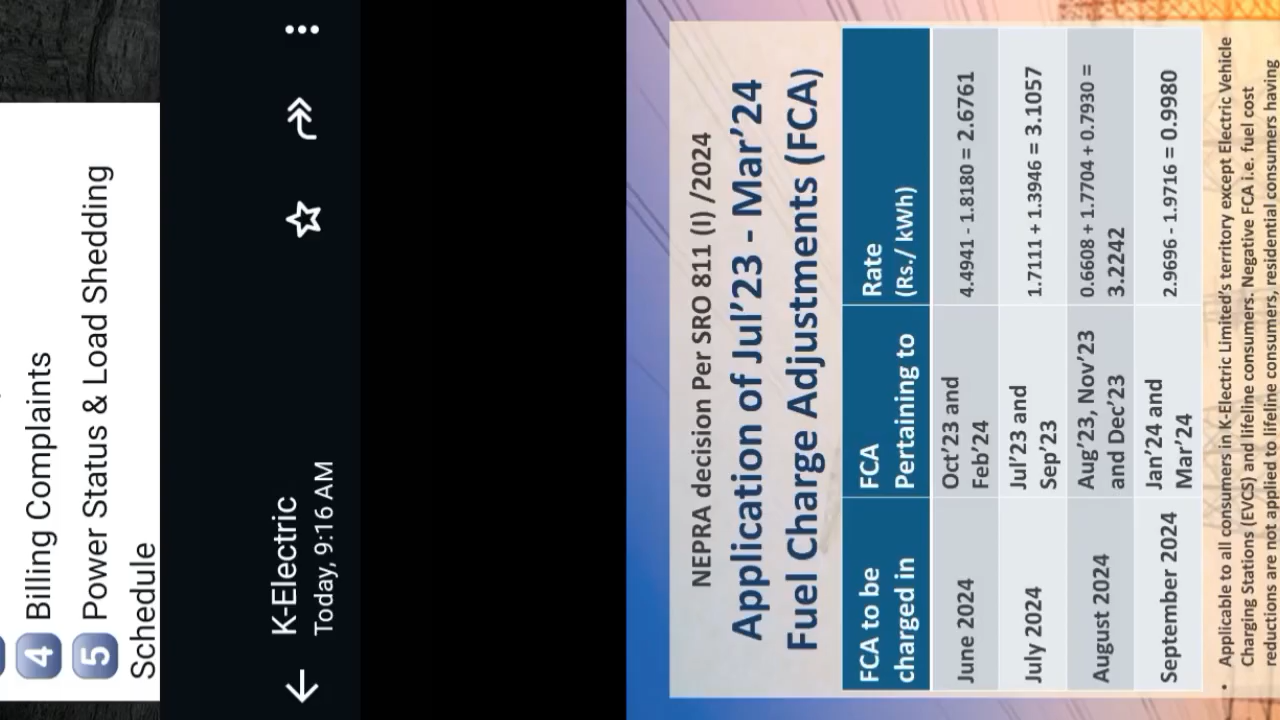 4 Billing Complaints
5 Power Status & Load Shedding
Schedule
K-Electric
Today, 9:16 AM
NEPRA decision Per SRO 811 (I) /2024
Application of Jul'23 - Mar'24
Fuel Charge Adjustments (FCA)
FCA to be
charged in
FCA
Pertaining to
Rate
(Rs./ kWh)
June 2024
Oct'23 and
Feb'24
4.4941 - 1.8180 = 2.6761
July 2024
Jul'23 and
Sep'23
1.7111 + 1.3946 = 3.1057
August 2024
Aug'23, Nov'23
and Dec'23
0.6608 + 1.7704 + 0.7930 =
3.2242
September 2024
Jan'24 and
Mar'24
2.9696 - 1.9716 = 0.9980
• Applicable to all consumers in K-Electric Limited's territory except Electric Vehicle
Charging Stations (EVCS) and lifeline consumers. Negative FCA i.e. fuel cost
reductions are not applied to lifeline consumers, residential consumers having